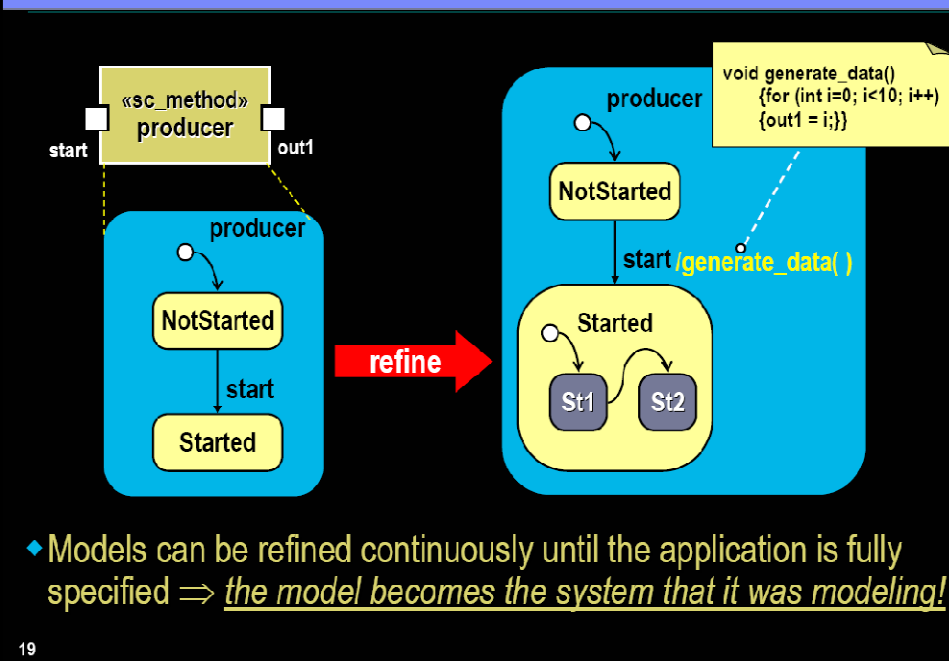 «sc_method»
producer
start
out1
producer
NotStarted
start
Started
refine
void generate_data()
{for (int i=0; i<10; i++)
{out1 = i;}}
producer
NotStarted
start /generate_data( )
Started
St1
St2
Models can be refined continuously until the application is fully
specified ⇒ the model becomes the system that it was modeling!
19